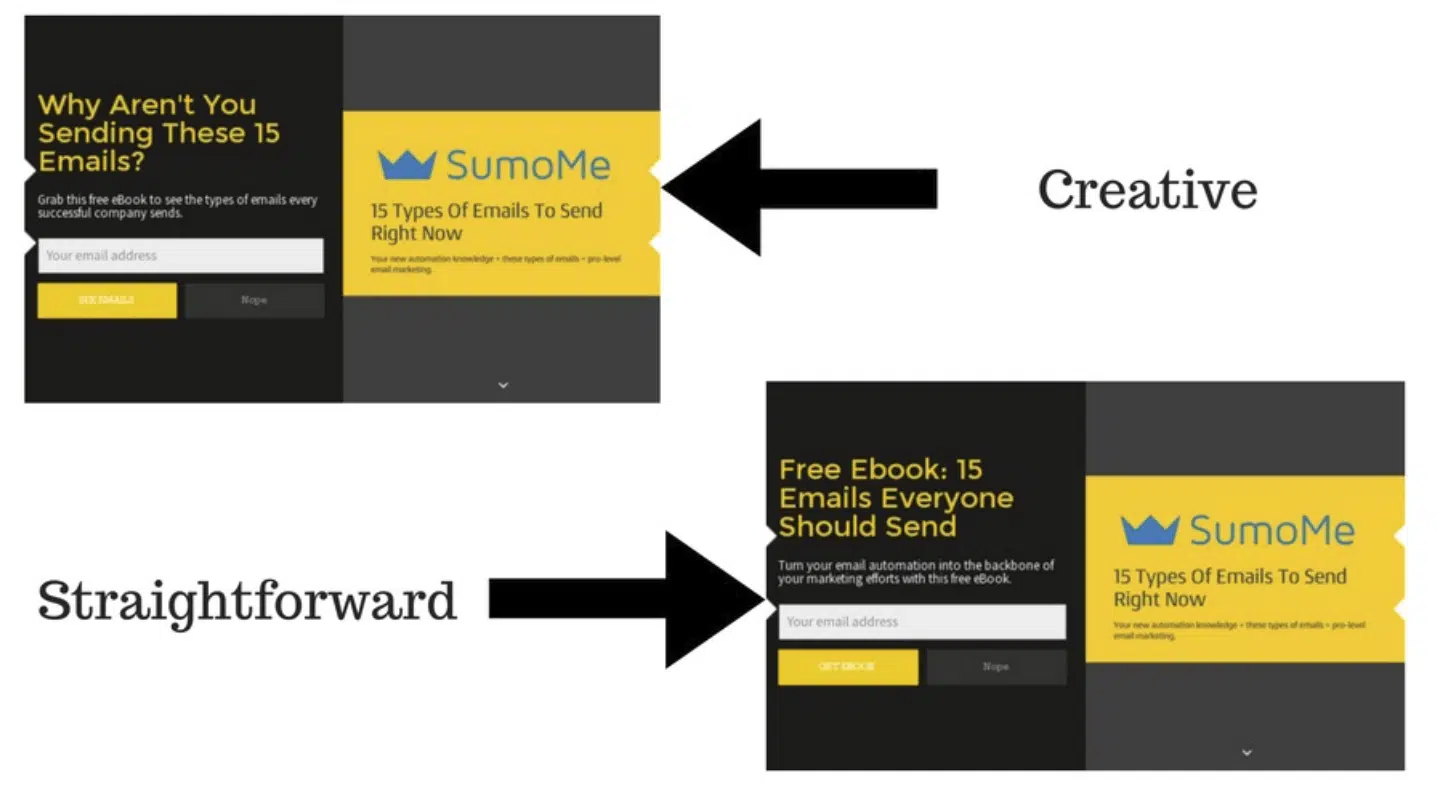 Why Aren't You
Sending These 15
Emails?
Grab this free eBook to see the types of emails every
successful company sends.
Your email address
SEE EMAILS
Nope
SumoMe
15 Types Of Emails To Send
Right Now
Your new automation knowledge + these types of emails = pro-level
email marketing.
Creative
Straightforward
Free Ebook: 15
Emails Everyone
Should Send
Turn your email automation into the backbone of
your marketing efforts with this free eBook.
Your email address
GET EBOOK
Nope
SumoMe
15 Types Of Emails To Send
Right Now
Your new automation knowledge + these types of emails = pro-level
email marketing.